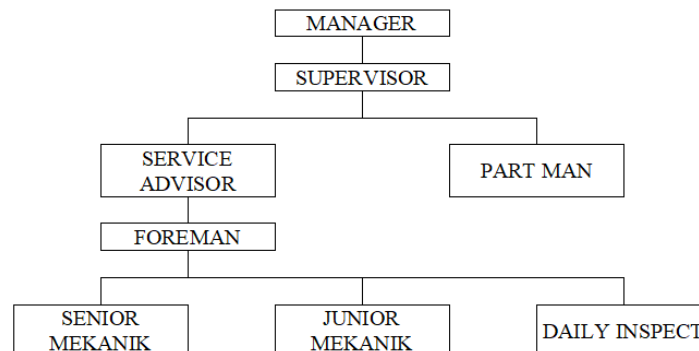 MANAGER
SUPERVISOR
SERVICE
ADVISOR
PART MAN
FOREMAN
SENIOR
MEKANIK
JUNIOR
MEKANIK
DAILY INSPECT